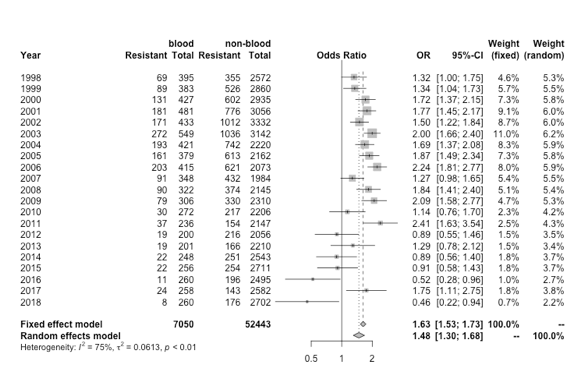 blood non-blood Weight Weight
Year Resistant Total Resistant Total Odds Ratio OR 95%-CI (fixed) (random)
1998 69 395 355 2572 1.32 [1.00; 1.75] 4.6% 5.3%
1999 89 383 526 2860 1.34 [1.04; 1.73] 5.7% 5.5%
2000 131 427 602 2935 1.72 [1.37; 2.15] 7.3% 5.8%
2001 181 481 776 3056 1.77 [1.45; 2.17] 9.1% 6.0%
2002 171 433 1012 3332 1.50 [1.22; 1.84] 8.7% 6.0%
2003 272 549 1036 3142 2.00 [1.66; 2.40] 11.0% 6.2%
2004 193 421 742 2220 1.69 [1.37; 2.08] 8.3% 5.9%
2005 161 379 613 2162 1.87 [1.49; 2.34] 7.3% 5.8%
2006 203 415 621 2073 2.24 [1.81; 2.77] 8.0% 5.9%
2007 91 348 432 1984 1.27 [0.98; 1.65] 5.4% 5.5%
2008 90 322 374 2145 1.84 [1.41; 2.40] 5.2% 5.4%
2009 79 306 330 2310 2.09 [1.58; 2.77] 4.7% 5.3%
2010 30 272 217 2206 1.14 [0.76; 1.70] 2.3% 4.2%
2011 37 236 154 2147 2.41 [1.63; 3.54] 2.5% 4.3%
2012 19 200 216 2056 0.89 [0.55; 1.46] 1.5% 3.5%
2013 19 201 166 2210 1.29 [0.78; 2.12] 1.5% 3.4%
2014 22 248 251 2543 0.89 [0.56; 1.40] 1.8% 3.7%
2015 22 256 254 2711 0.91 [0.58; 1.43] 1.8% 3.7%
2016 11 260 196 2495 0.52 [0.28; 0.96] 1.0% 2.7%
2017 24 258 143 2582 1.75 [1.11; 2.75] 1.8% 3.8%
2018 8 260 176 2702 0.46 [0.22; 0.94] 0.7% 2.2%
Fixed effect model 7050 52443 1.63 [1.53; 1.73] 100.0% --
Random effects model 1.48 [1.30; 1.68] -- 100.0%
Heterogeneity: I² = 75%, τ² = 0.0613, p < 0.01
0.5 1 2